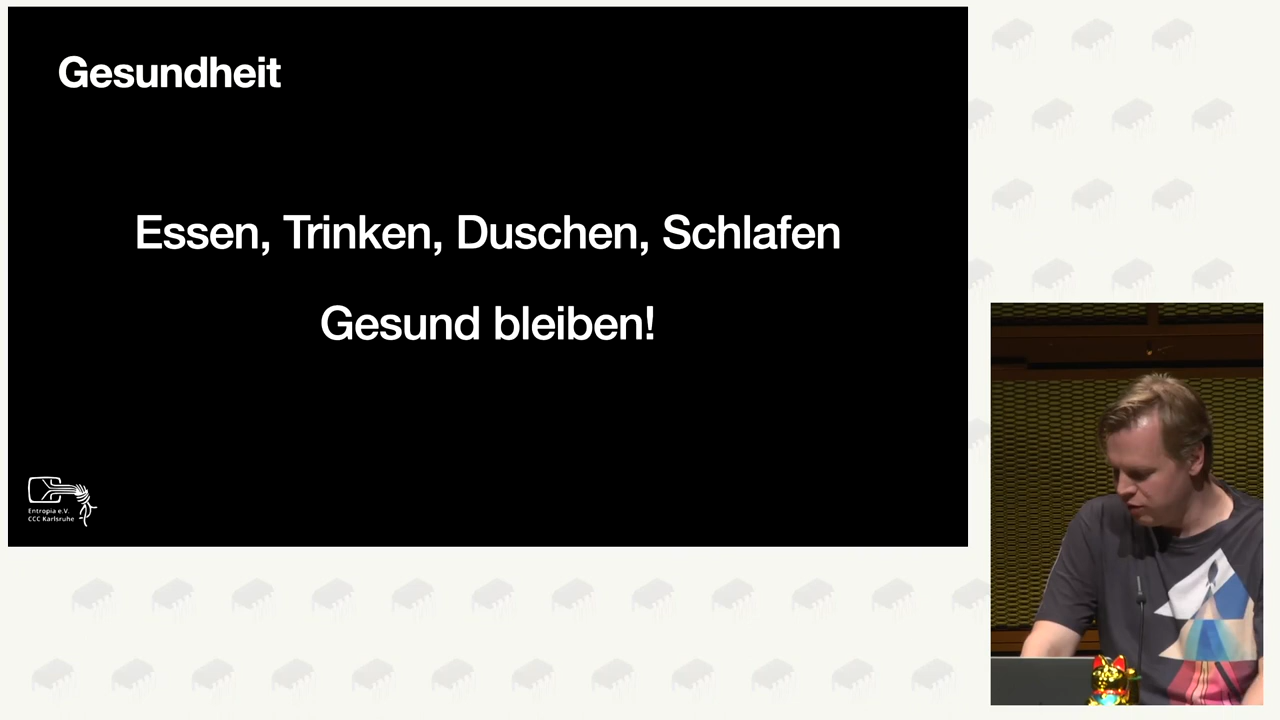 Gesundheit
Essen, Trinken, Duschen, Schlafen
Gesund bleiben!
Entropia e.V.
CCC Karlsruhe